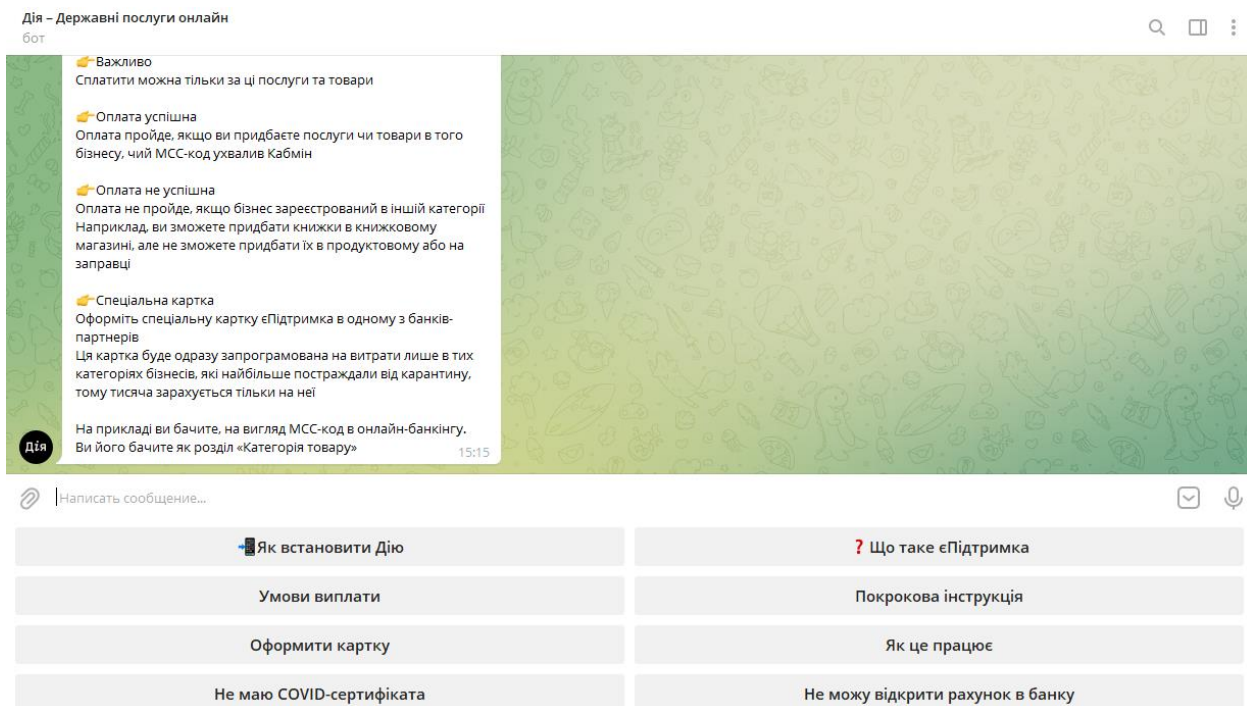 Дія – Державні послуги онлайн
бот
👉Важливо
Сплатити можна тільки за ці послуги та товари
👉Оплата успішна
Оплата пройде, якщо ви придбаєте послуги чи товари в того
бізнесу, чий МСС-код ухвалив Кабмін
👉Оплата не успішна
Оплата не пройде, якщо бізнес зареєстрований в іншій категорії
Наприклад, ви зможете придбати книжки в книжковому
магазині, але не зможете придбати їх в продуктовому або на
заправці
👉Спеціальна картка
Оформіть спеціальну картку єПідтримка в одному з банків-
партнерів
Ця картка буде одразу запрограмована на витрати лише в тих
категоріях бізнесів, які найбільше постраждали від карантину,
тому тисяча зарахується тільки на неї
На прикладі ви бачите, на вигляд МСС-код в онлайн-банкінгу.
Ви його бачите як розділ «Категорія товару»
15:15
Дія
Написать сообщение...
📲Як встановити Дію
❓ Що таке єПідтримка
Умови виплати
Покрокова інструкція
Оформити картку
Як це працює
Не маю COVID-сертифіката
Не можу відкрити рахунок в банку